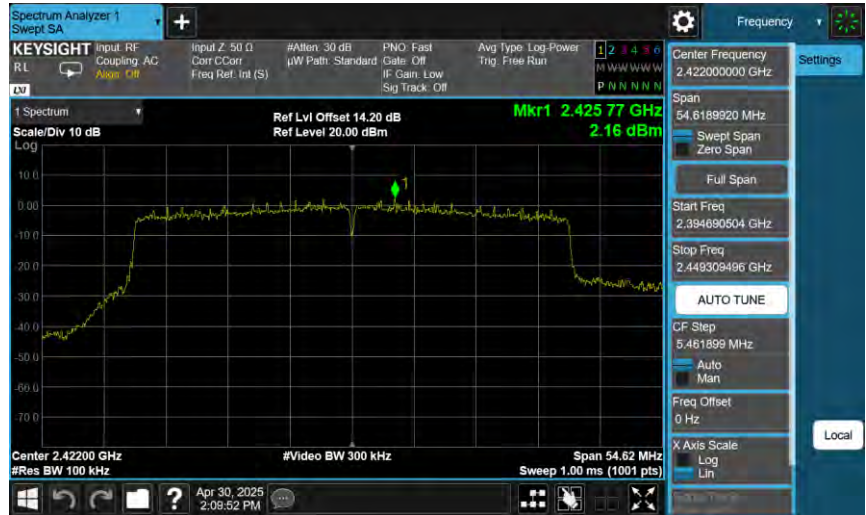 Spectrum Analyzer 1
Swept SA
+
Frequency
KEYSIGHT
RL
LXI
Input: RF
Coupling: AC
Align: Off
Input Z: 50 Ω
Corr CCorr
Freq Ref: Int (S)
#Atten: 30 dB
µW Path: Standard
PNO: Fast
Gate: Off
IF Gain: Low
Sig Track: Off
Avg Type: Log-Power
Trig: Free Run
1 2 3 4 5 6
M W W W W W
P N N N N N
1 Spectrum
Scale/Div 10 dB
Log
Ref Lvl Offset 14.20 dB
Ref Level 20.00 dBm
Mkr1 2.425 77 GHz
2.16 dBm
10.0
0.00
-10.0
-20.0
-30.0
-40.0
-50.0
-60.0
-70.0
1
Center 2.42200 GHz
#Res BW 100 kHz
#Video BW 300 kHz
Span 54.62 MHz
Sweep 1.00 ms (1001 pts)
Center Frequency
2.422000000 GHz
Settings
Span
54.6189920 MHz
Swept Span
Zero Span
Full Span
Start Freq
2.394690504 GHz
Stop Freq
2.449309496 GHz
AUTO TUNE
CF Step
5.461899 MHz
Auto
Man
Freq Offset
0 Hz
X Axis Scale
Log
Lin
Local
?
Apr 30, 2025
2:09:52 PM